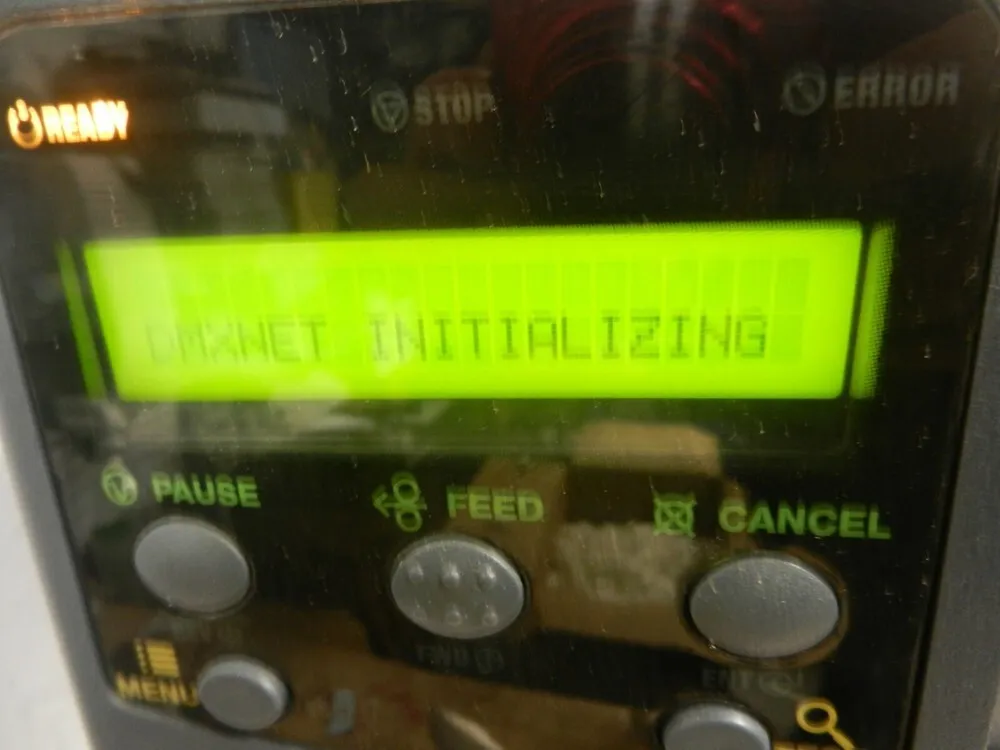 READY
STOP
ERROR
DMXNET INITIALIZING
PAUSE
FEED
CANCEL
MENU